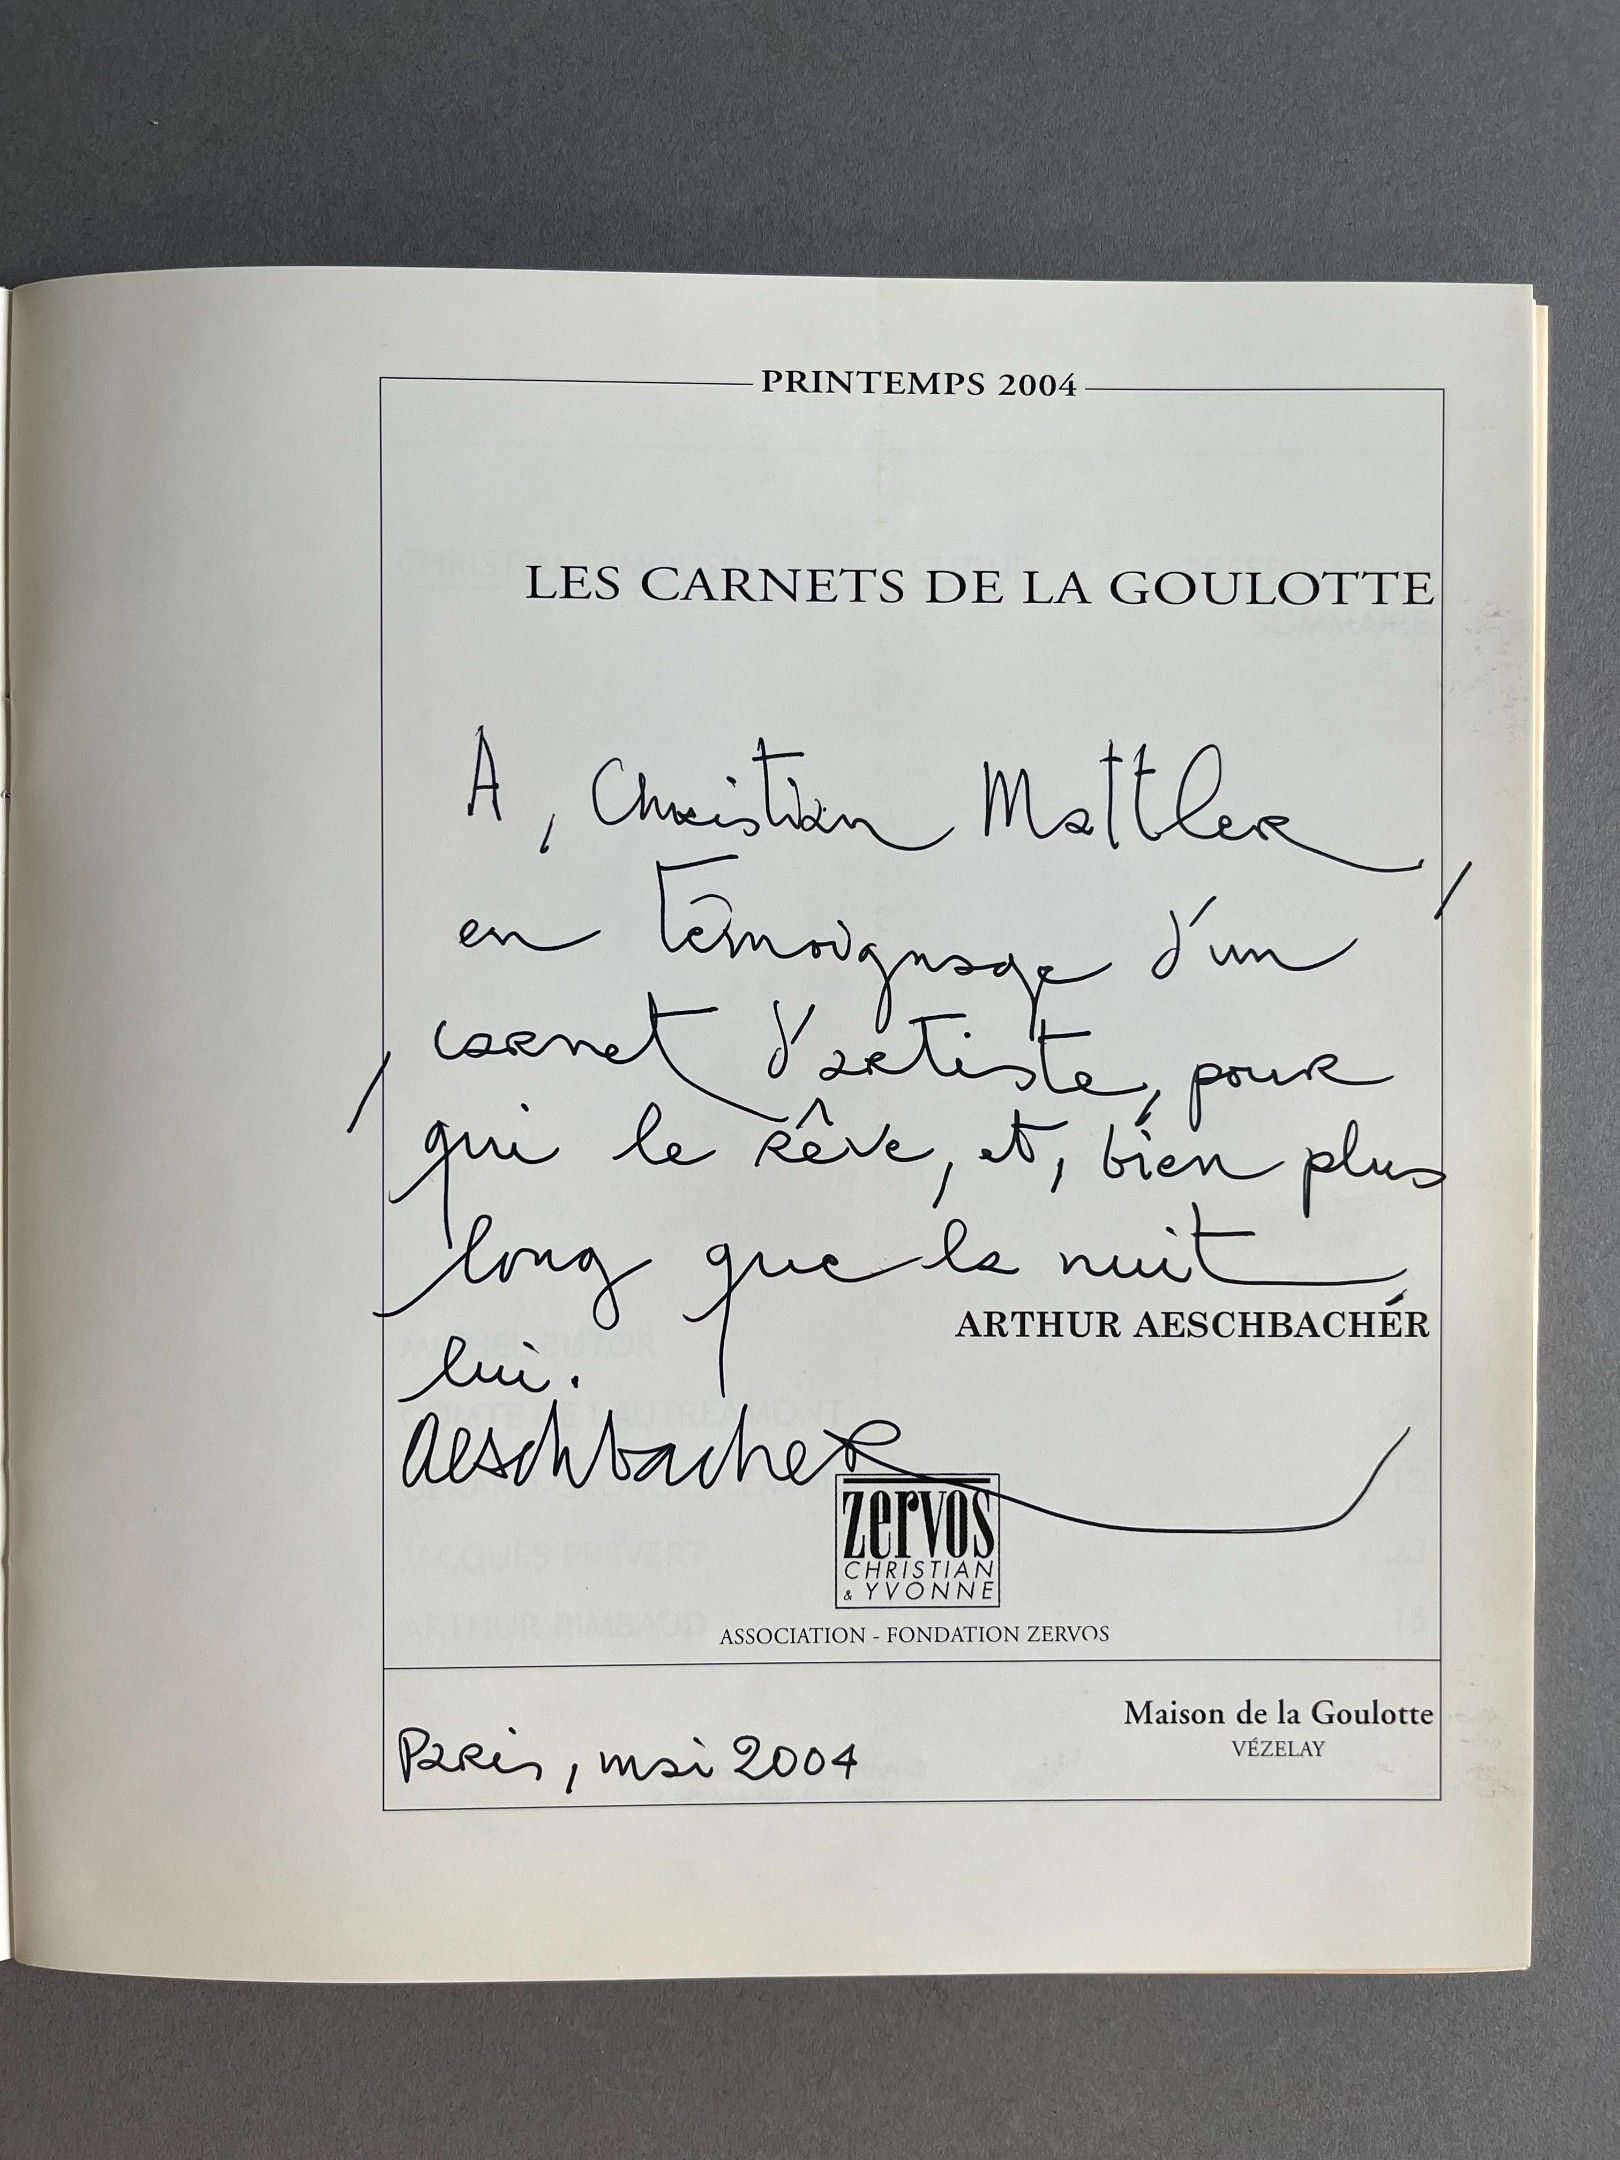 PRINTEMPS 2004
LES CARNETS DE LA GOULOTTE
A, Christian Mattler,
en témoignage d'un
carnet d'artiste, pour
qui le rêve, est, bien plus
long que la nuit
ARTHUR AESCHBACHER
lui.
Aeschbacher
zervos
CHRISTIAN
& YVONNE
ASSOCIATION - FONDATION ZERVOS
Maison de la Goulotte
VÉZELAY
Paris, mai 2004